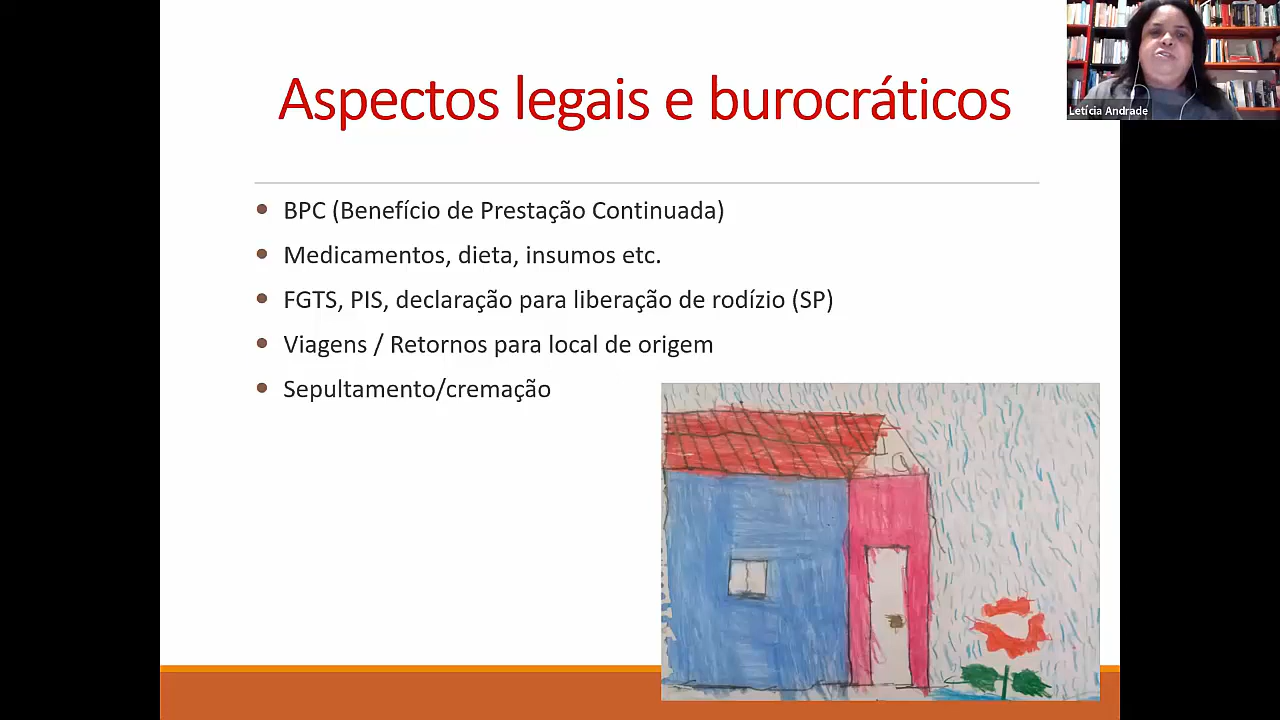 Aspectos legais e burocráticos
Letícia Andrade
BPC (Benefício de Prestação Continuada)
Medicamentos, dieta, insumos etc.
FGTS, PIS, declaração para liberação de rodízio (SP)
Viagens / Retornos para local de origem
Sepultamento/cremação